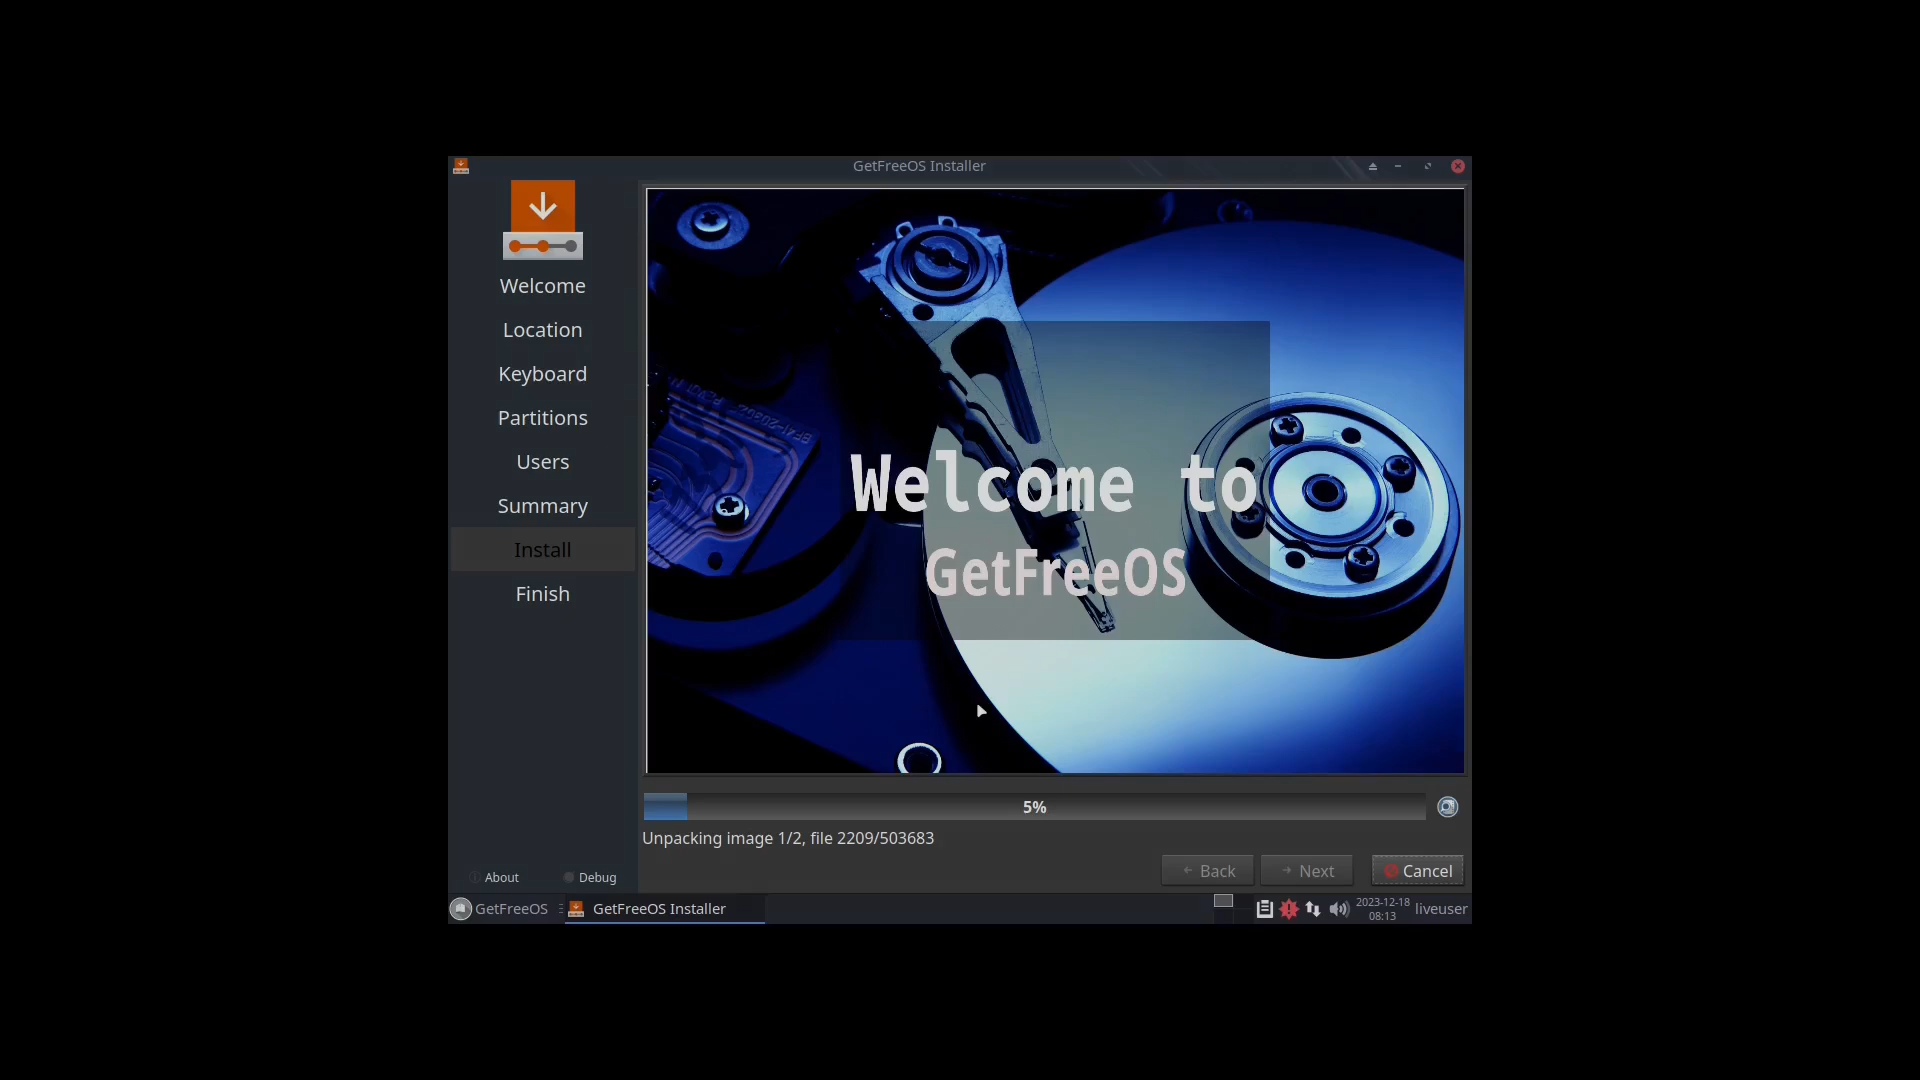 GetFreeOS Installer
Welcome
Location
Keyboard
Partitions
Users
Summary
Install
Finish
Welcome to
GetFreeOS
5%
Unpacking image 1/2, file 2209/503683
Back
Next
Cancel
About
Debug
GetFreeOS
GetFreeOS Installer
2023-12-18
08:13
liveuser